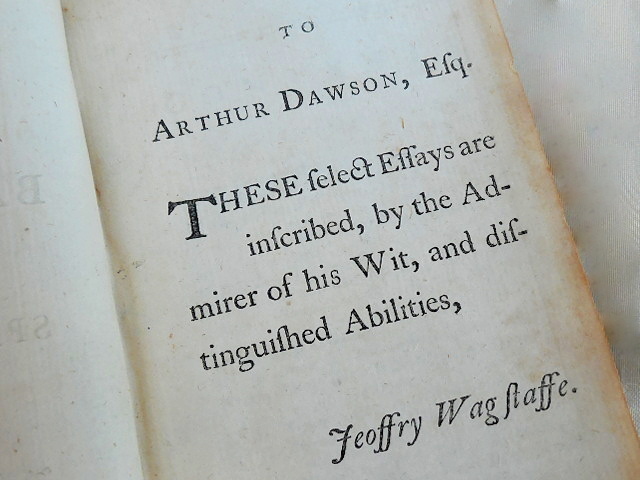 TO
ARTHUR DAWSON, Eſq.
THESE ſelect Eſſays are
inſcribed, by the Ad-
mirer of his Wit, and diſ-
tinguiſhed Abilities,
Jeoffry Wagſtaffe.